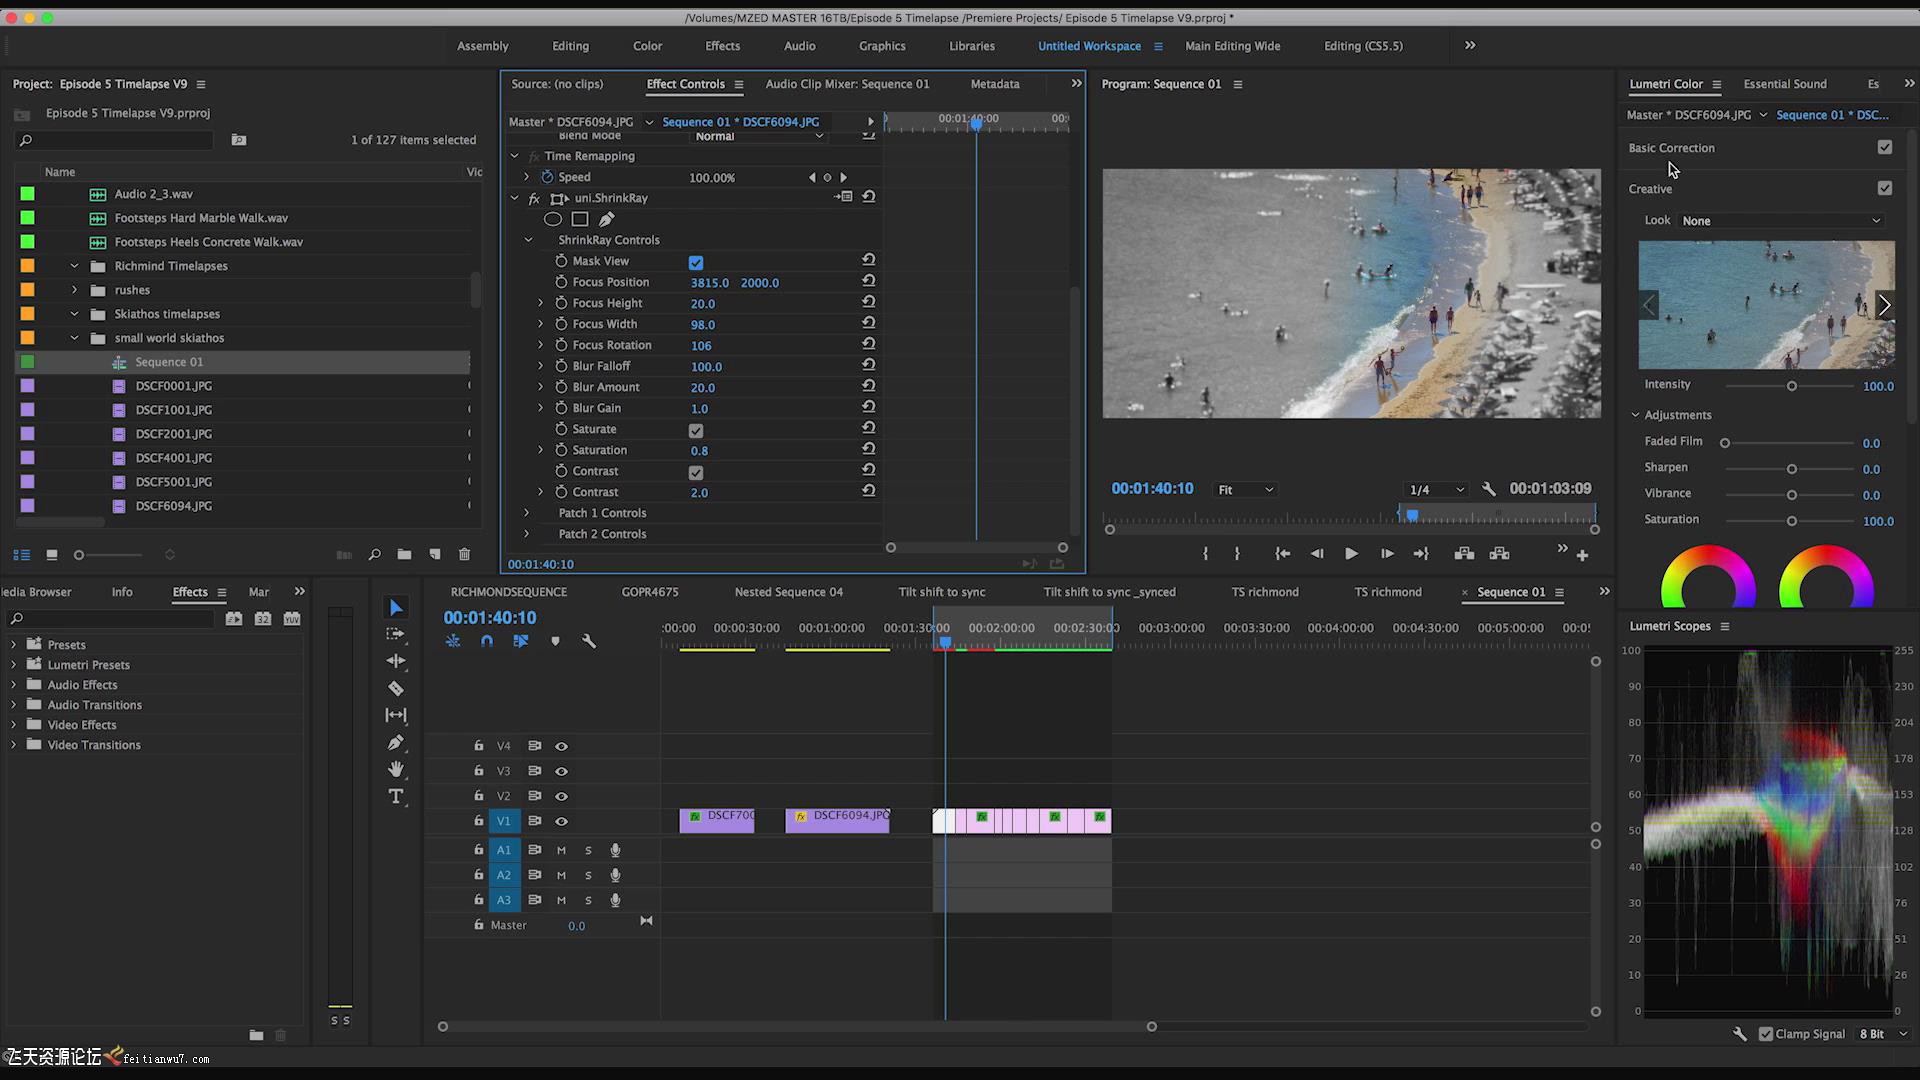 /Volumes/MZED MASTER 16TB/Episode 5 Timelapse /Premiere Projects/ Episode 5 Timelapse V9.prproj *
Assembly Editing Color Effects Audio Graphics Libraries Untitled Workspace Main Editing Wide Editing (CS5.5)
Project: Episode 5 Timelapse V9
Episode 5 Timelapse V9.prproj
1 of 127 items selected
Name
Audio 2_3.wav
Footsteps Hard Marble Walk.wav
Footsteps Heels Concrete Walk.wav
Richmind Timelapses
rushes
Skiathos timelapses
small world skiathos
Sequence 01
DSCF0001.JPG
DSCF1001.JPG
DSCF2001.JPG
DSCF4001.JPG
DSCF5001.JPG
DSCF6094.JPG
Source: (no clips) Effect Controls Audio Clip Mixer: Sequence 01 Metadata
Master * DSCF6094.JPG Sequence 01 * DSCF6094.JPG
00:01:40:00 00:
Blend Mode Normal
fx Time Remapping
Speed 100.00%
fx uni.ShrinkRay
ShrinkRay Controls
Mask View
Focus Position 3815.0 2000.0
Focus Height 20.0
Focus Width 98.0
Focus Rotation 106
Blur Falloff 100.0
Blur Amount 20.0
Blur Gain 1.0
Saturate
Saturation 0.8
Contrast
Contrast 2.0
Patch 1 Controls
Patch 2 Controls
00:01:40:10
Program: Sequence 01
00:01:40:10 Fit 1/4 00:01:03:09
Lumetri Color Essential Sound Es
Master * DSCF6094.JPG Sequence 01 * DSC...
Basic Correction
Creative
Look None
Intensity 100.0
Adjustments
Faded Film 0.0
Sharpen 0.0
Vibrance 0.0
Saturation 100.0
edia Browser Info Effects Mar
32 YUV
Presets
Lumetri Presets
Audio Effects
Audio Transitions
Video Effects
Video Transitions
S S
RICHMONDSEQUENCE GOPR4675 Nested Sequence 04 Tilt shift to sync Tilt shift to sync _synced TS richmond TS richmond × Sequence 01
00:01:40:10
:00:00 00:00:30:00 00:01:00:00 00:01:30:00 00:02:00:00 00:02:30:00 00:03:00:00 00:03:30:00 00:04:00:00 00:04:30:00 00:05:00:00
V4
V3
V2
V1 fx DSCF700 fx DSCF6094.JPG fx fx fx
A1 M S
A2 M S
A3 M S
Master 0.0
Lumetri Scopes
100 255
90 230
80 204
70 178
60 153
50 128
40 102
30 76
20 51
10 26
0 0
Clamp Signal 8 Bit
飞天资源论坛 feitianwu7.com